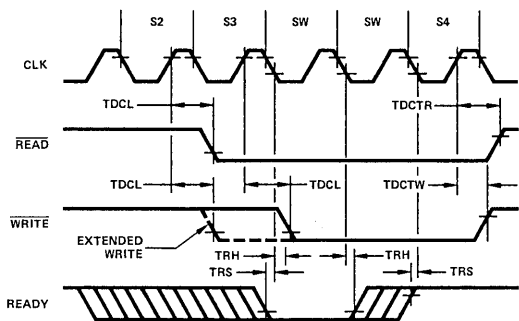 S2 S3 SW SW S4
CLK
TDCL TDCTR
READ
TDCL TDCL TDCTW
WRITE
EXTENDED
WRITE
TRH TRH
TRS TRS
READY